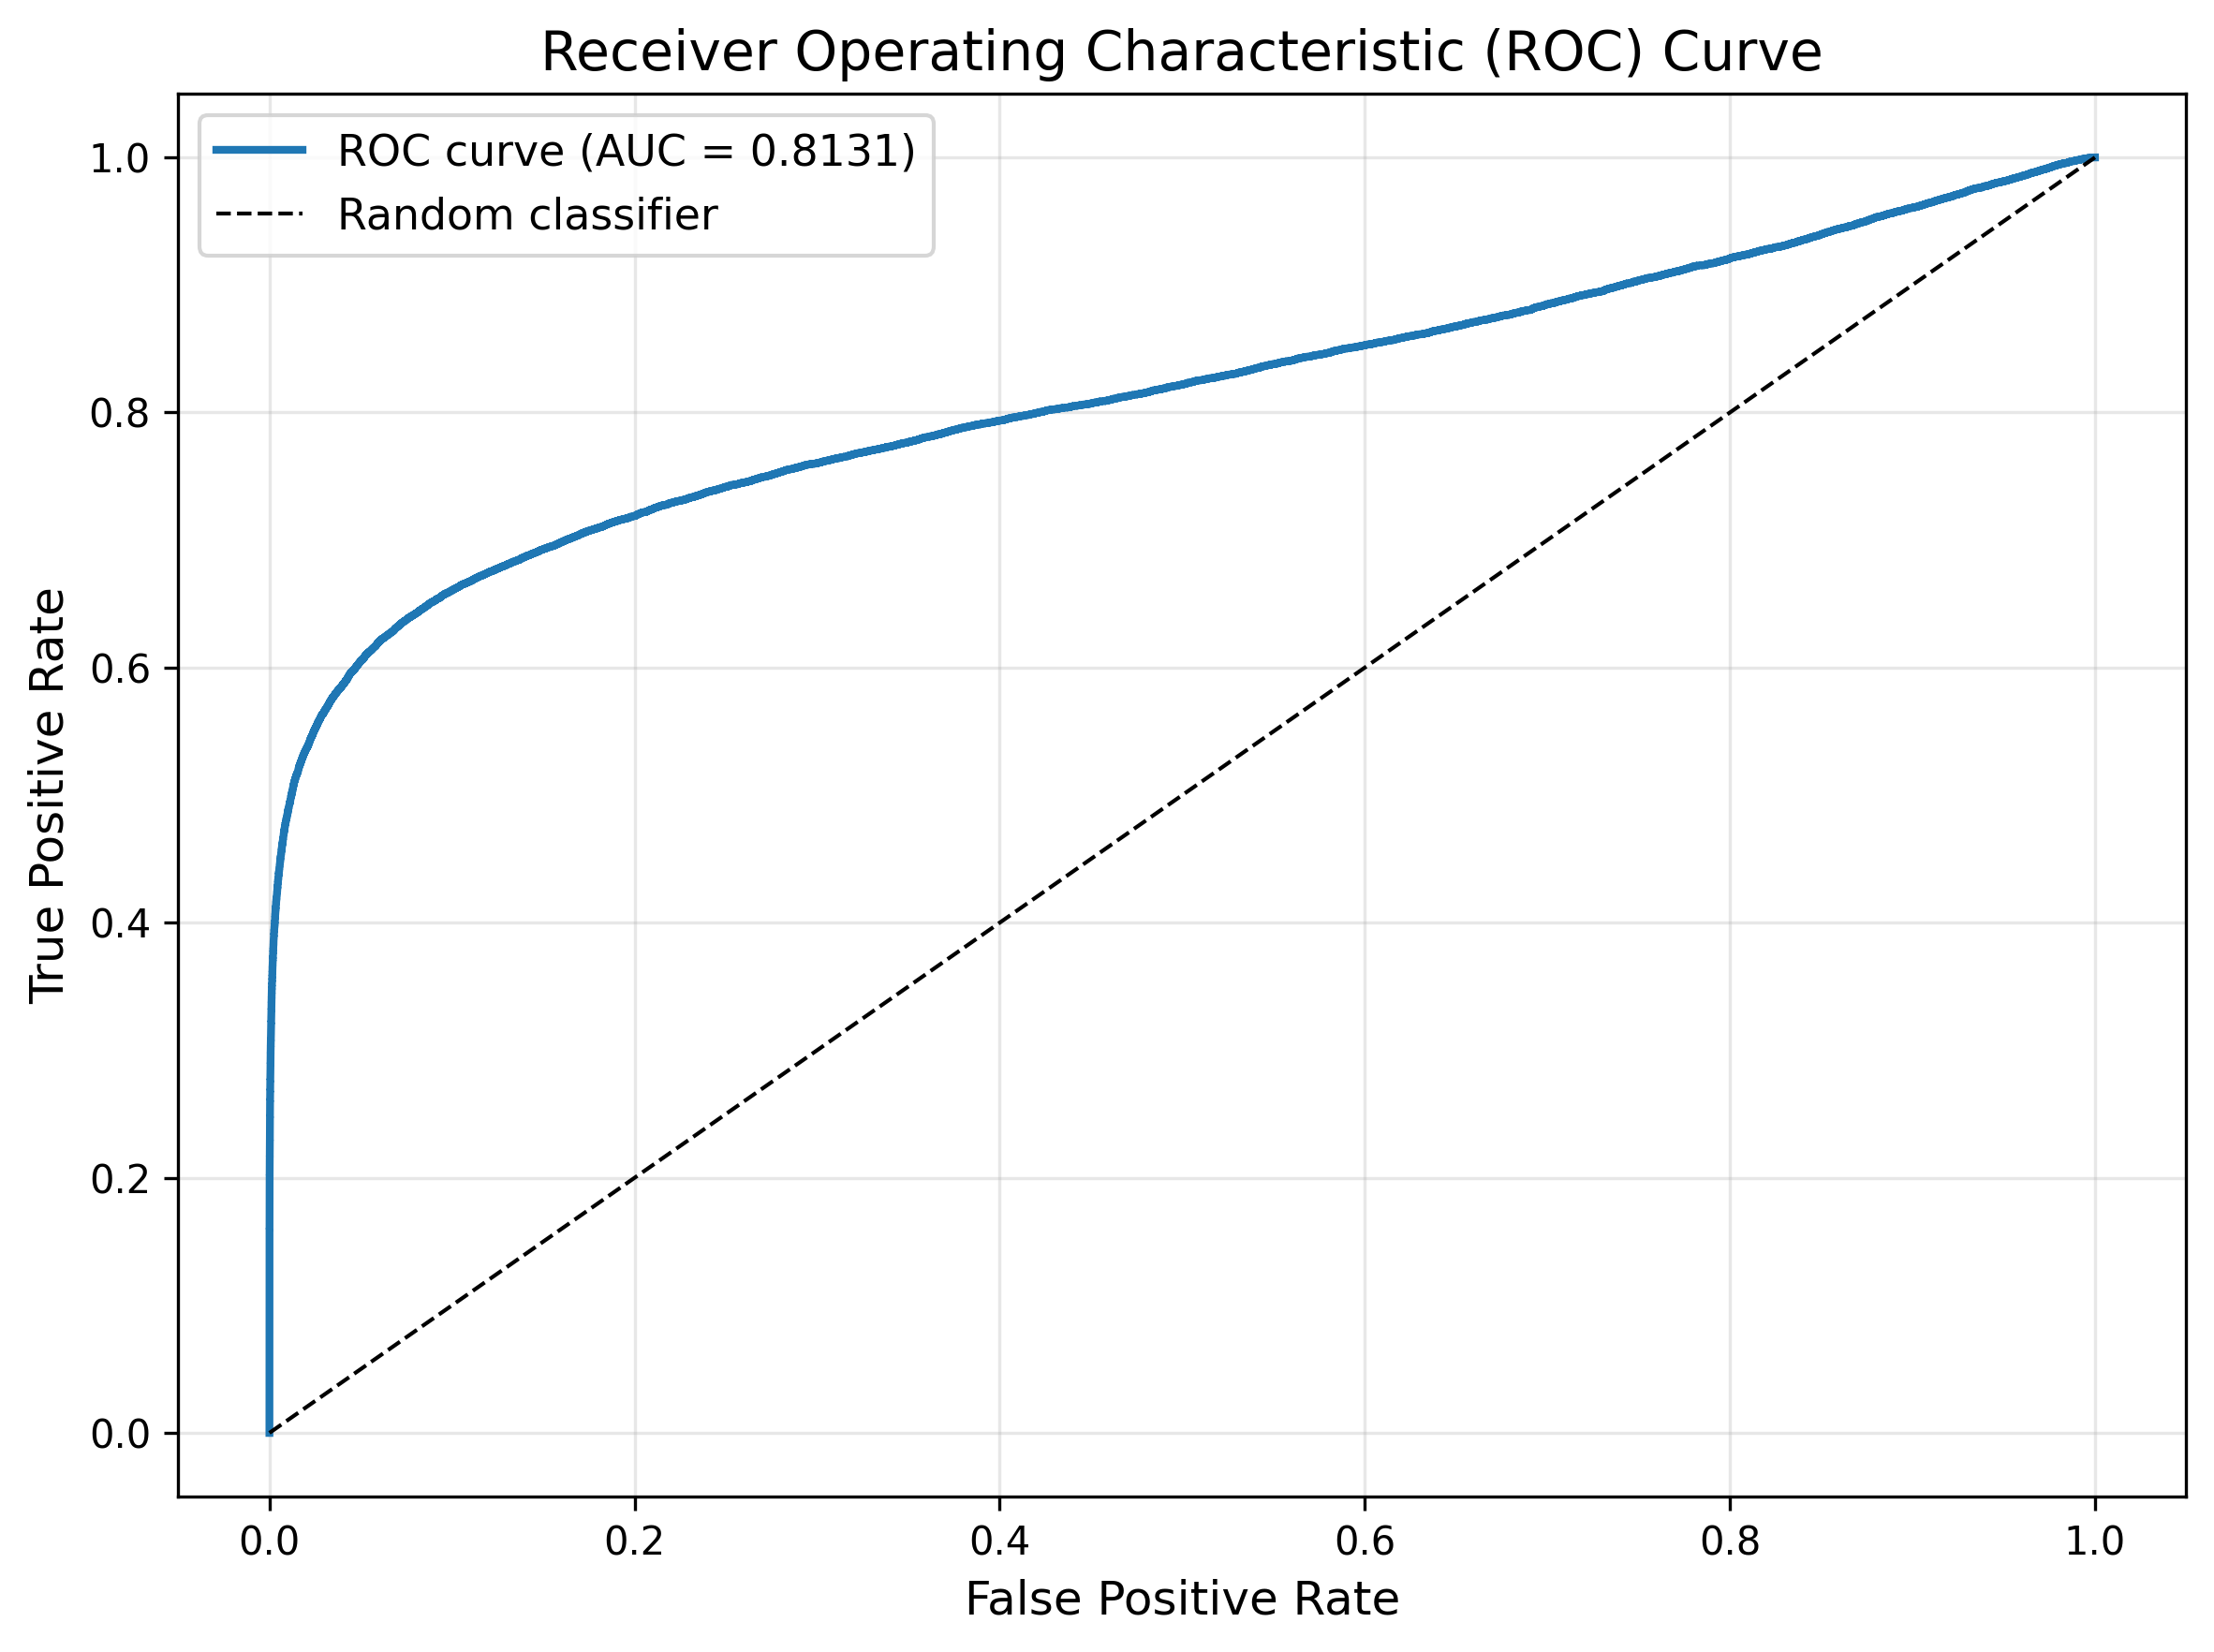 Receiver Operating Characteristic (ROC) Curve
ROC curve (AUC = 0.8131)
Random classifier
True Positive Rate
1.0
0.8
0.6
0.4
0.2
0.0
0.0 0.2 0.4 0.6 0.8 1.0
False Positive Rate